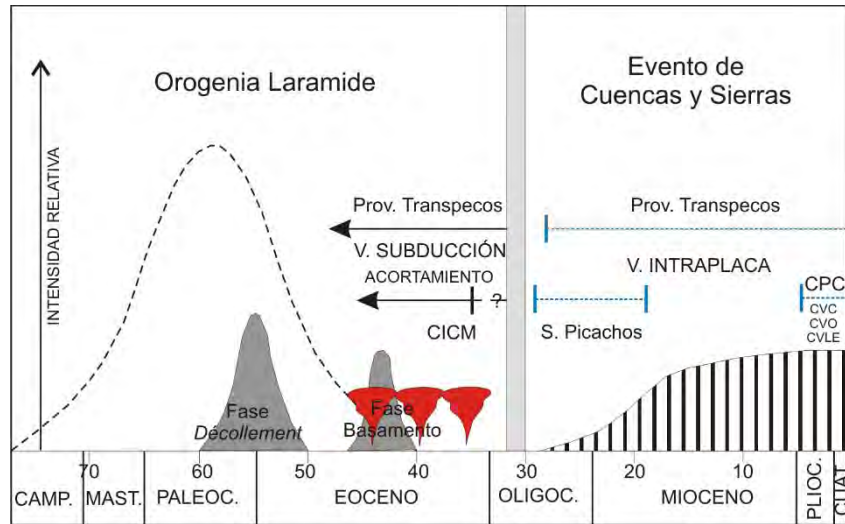 Orogenia Laramide
Evento de
Cuencas y Sierras
INTENSIDAD RELATIVA
Prov. Transpecos
Prov. Transpecos
V. SUBDUCCIÓN
V. INTRAPLACA
ACORTAMIENTO
?
CICM
S. Picachos
CPC
CVC
CVO
CVLE
Fase
Décollement
Fase
Basamento
70
60
50
40
30
20
10
CAMP.
MAST.
PALEOC.
EOCENO
OLIGOC.
MIOCENO
PLIOC.
CUAT.